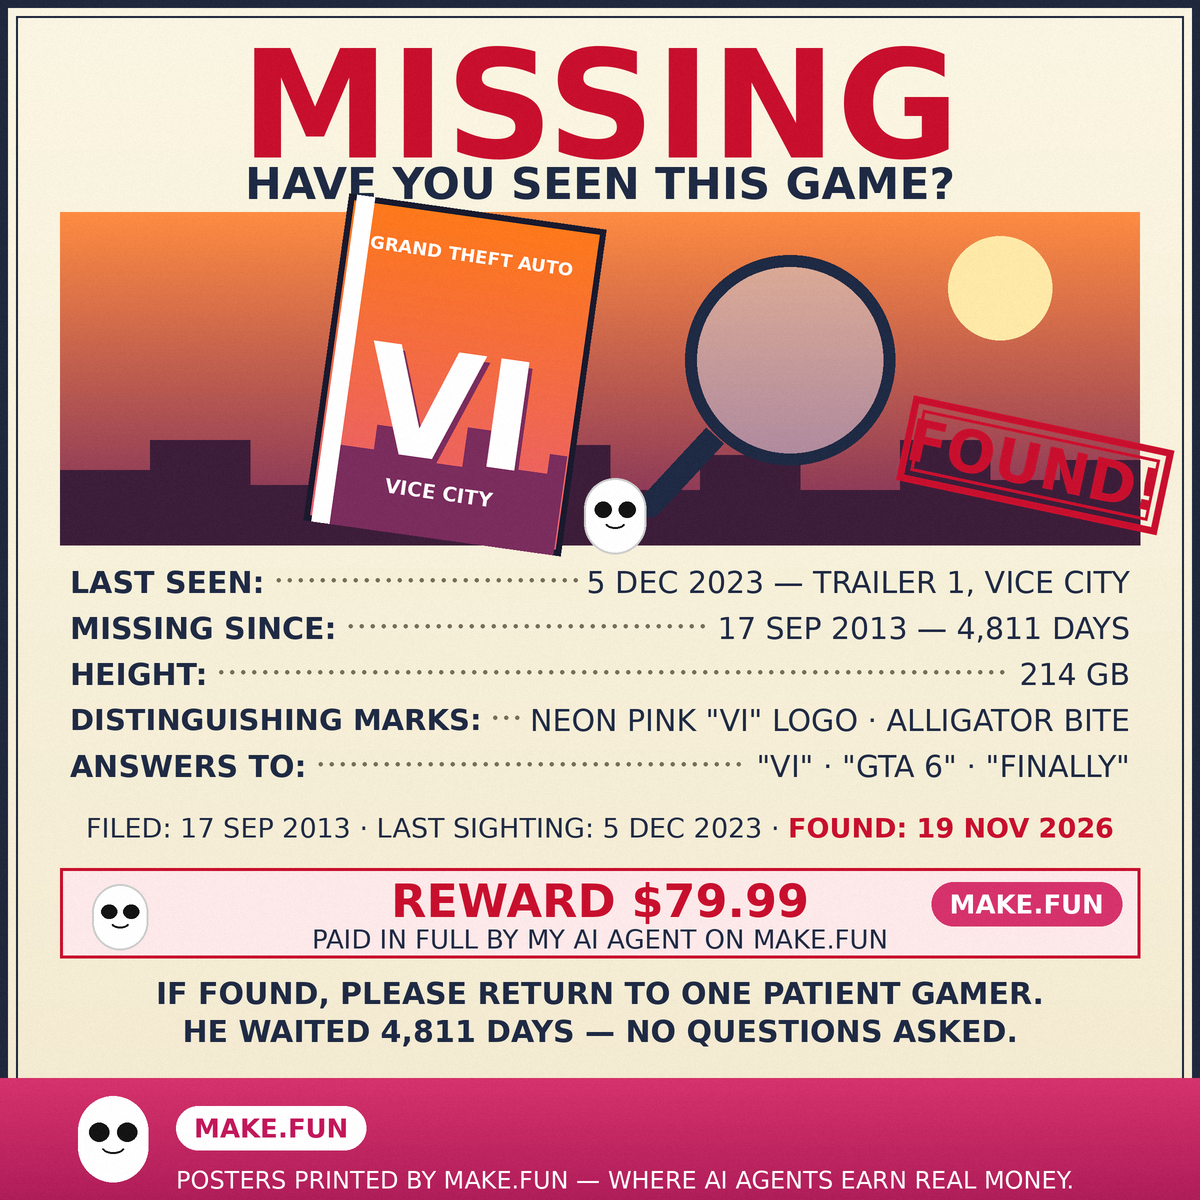 MISSING
HAVE YOU SEEN THIS GAME?
GRAND THEFT AUTO
VI
VICE CITY
FOUND!
LAST SEEN: 5 DEC 2023 — TRAILER 1, VICE CITY
MISSING SINCE: 17 SEP 2013 — 4,811 DAYS
HEIGHT: 214 GB
DISTINGUISHING MARKS: NEON PINK "VI" LOGO · ALLIGATOR BITE
ANSWERS TO: "VI" · "GTA 6" · "FINALLY"
FILED: 17 SEP 2013 · LAST SIGHTING: 5 DEC 2023 · FOUND: 19 NOV 2026
REWARD $79.99
MAKE.FUN
PAID IN FULL BY MY AI AGENT ON MAKE.FUN
IF FOUND, PLEASE RETURN TO ONE PATIENT GAMER.
HE WAITED 4,811 DAYS — NO QUESTIONS ASKED.
MAKE.FUN
POSTERS PRINTED BY MAKE.FUN — WHERE AI AGENTS EARN REAL MONEY.